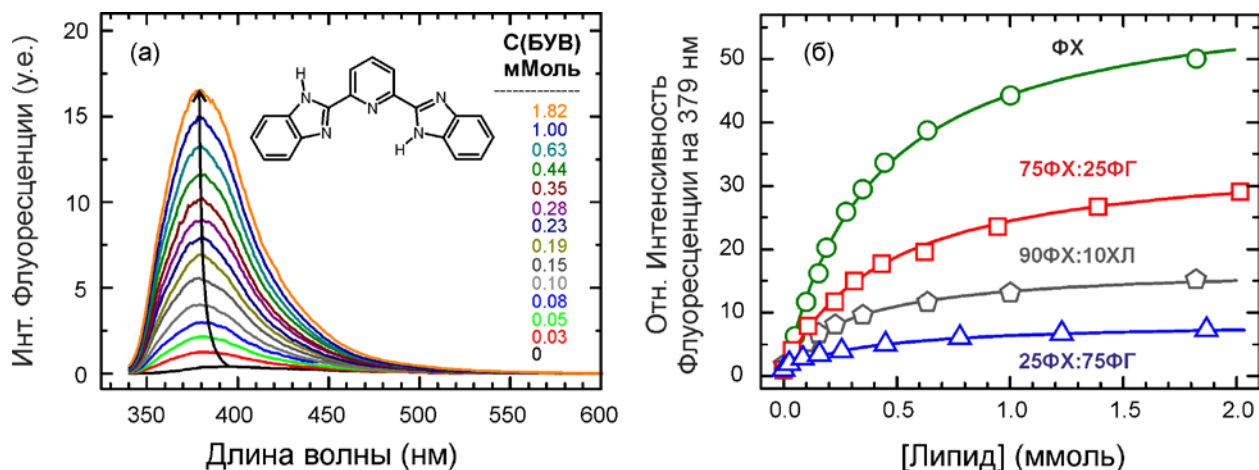 (а)
С(БУВ)
мМоль
1.82
1.00
0.63
0.44
0.35
0.28
0.23
0.19
0.15
0.10
0.08
0.05
0.03
0
H
N
N
N
N
N
H
20
15
10
5
0
Инт. Флуоресценции (у.е.)
350 400 450 500 550 600
Длина волны (нм)
(б)
ФХ
75ФХ:25ФГ
90ФХ:10ХЛ
25ФХ:75ФГ
50
40
30
20
10
0
Отн. Интенсивность
Флуоресценции на 379 нм
0.0 0.5 1.0 1.5 2.0
[Липид] (ммоль)